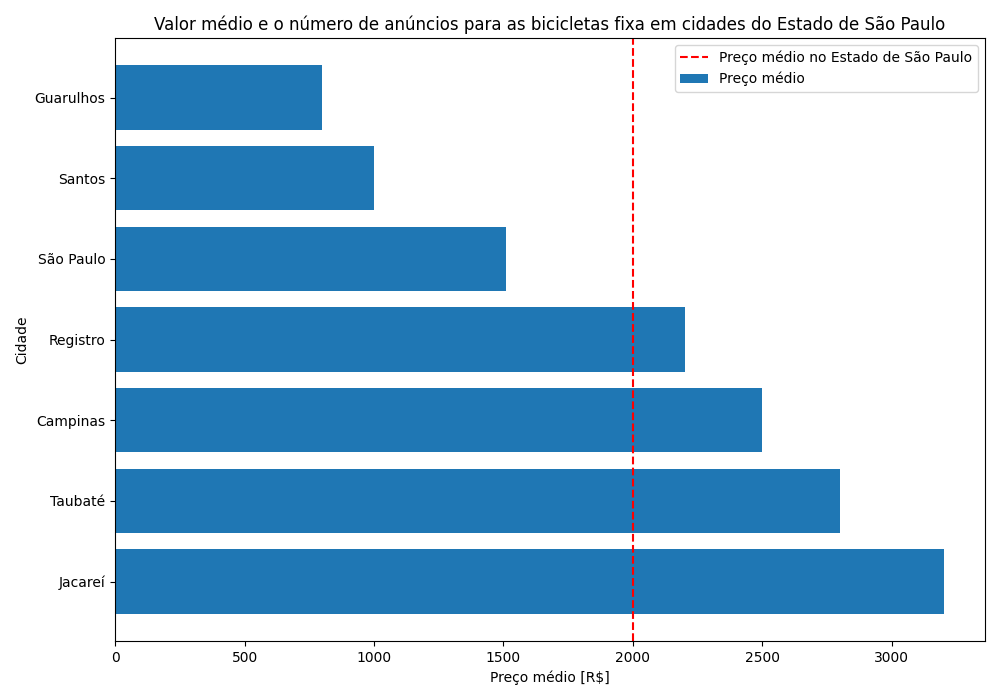 Valor médio e o número de anúncios para as bicicletas fixa em cidades do Estado de São Paulo
Preço médio no Estado de São Paulo
Preço médio
Cidade
Guarulhos
Santos
São Paulo
Registro
Campinas
Taubaté
Jacareí
0 500 1000 1500 2000 2500 3000
Preço médio [R$]